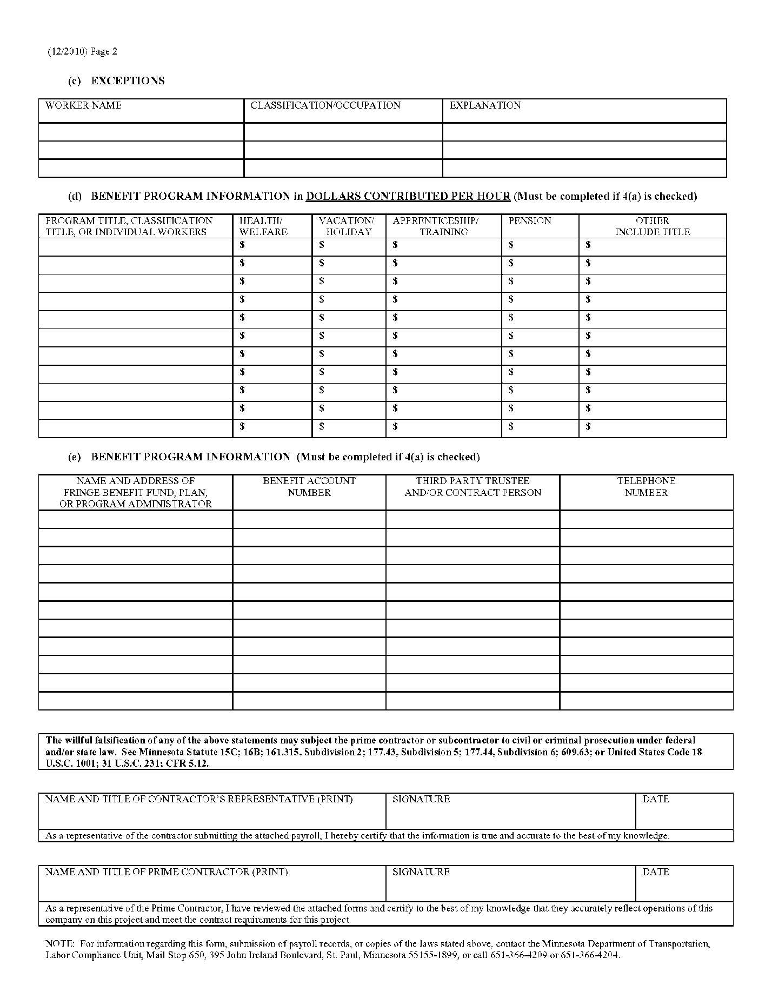 (12/2010) Page 2
(c) EXCEPTIONS
WORKER NAME CLASSIFICATION/OCCUPATION EXPLANATION
(d) BENEFIT PROGRAM INFORMATION in DOLLARS CONTRIBUTED PER HOUR (Must be completed if 4(a) is checked)
PROGRAM TITLE, CLASSIFICATION HEALTH/ VACATION/ APPRENTICESHIP/ PENSION OTHER
TITLE, OR INDIVIDUAL WORKERS WELFARE HOLIDAY TRAINING INCLUDE TITLE
$ $ $ $ $
$ $ $ $ $
$ $ $ $ $
$ $ $ $ $
$ $ $ $ $
$ $ $ $ $
$ $ $ $ $
$ $ $ $ $
$ $ $ $ $
$ $ $ $ $
$ $ $ $ $
(e) BENEFIT PROGRAM INFORMATION (Must be completed if 4(a) is checked)
NAME AND ADDRESS OF BENEFIT ACCOUNT THIRD PARTY TRUSTEE TELEPHONE
FRINGE BENEFIT FUND, PLAN, NUMBER AND/OR CONTRACT PERSON NUMBER
OR PROGRAM ADMINISTRATOR
The willful falsification of any of the above statements may subject the prime contractor or subcontractor to civil or criminal prosecution under federal
and/or state law. See Minnesota Statute 15C; 16B; 161.315, Subdivision 2; 177.43, Subdivision 5; 177.44, Subdivision 6; 609.63; or United States Code 18
U.S.C. 1001; 31 U.S.C. 231: CFR 5.12.
NAME AND TITLE OF CONTRACTOR’S REPRESENTATIVE (PRINT) SIGNATURE DATE
As a representative of the contractor submitting the attached payroll, I hereby certify that the information is true and accurate to the best of my knowledge.
NAME AND TITLE OF PRIME CONTRACTOR (PRINT) SIGNATURE DATE
As a representative of the Prime Contractor, I have reviewed the attached forms and certify to the best of my knowledge that they accurately reflect operations of this
company on this project and meet the contract requirements for this project.
NOTE: For information regarding this form, submission of payroll records, or copies of the laws stated above, contact the Minnesota Department of Transportation,
Labor Compliance Unit, Mail Stop 650, 395 John Ireland Boulevard, St. Paul, Minnesota 55155-1899, or call 651-366-4209 or 651-366-4204.